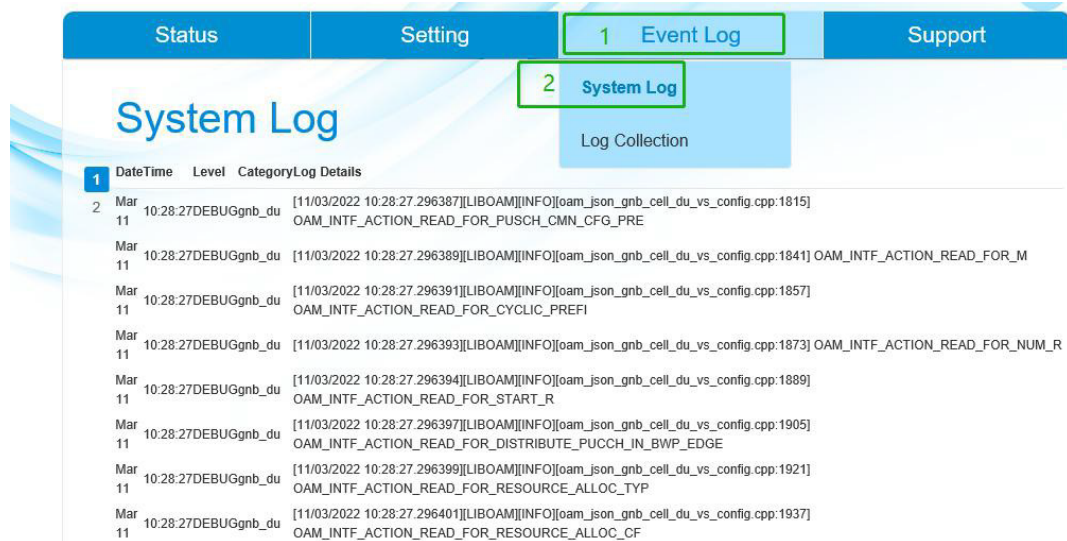 Status Setting 1 Event Log Support
2 System Log
System Log
Log Collection
DateTime Level CategoryLog Details
1
2
Mar 11 10:28:27DEBUGgnb_du [11/03/2022 10:28:27.296387][LIBOAM][INFO][oam_json_gnb_cell_du_vs_config.cpp:1815]
OAM_INTF_ACTION_READ_FOR_PUSCH_CMN_CFG_PRE
Mar 11 10:28:27DEBUGgnb_du [11/03/2022 10:28:27.296389][LIBOAM][INFO][oam_json_gnb_cell_du_vs_config.cpp:1841] OAM_INTF_ACTION_READ_FOR_M
Mar 11 10:28:27DEBUGgnb_du [11/03/2022 10:28:27.296391][LIBOAM][INFO][oam_json_gnb_cell_du_vs_config.cpp:1857]
OAM_INTF_ACTION_READ_FOR_CYCLIC_PREFI
Mar 11 10:28:27DEBUGgnb_du [11/03/2022 10:28:27.296393][LIBOAM][INFO][oam_json_gnb_cell_du_vs_config.cpp:1873] OAM_INTF_ACTION_READ_FOR_NUM_R
Mar 11 10:28:27DEBUGgnb_du [11/03/2022 10:28:27.296394][LIBOAM][INFO][oam_json_gnb_cell_du_vs_config.cpp:1889]
OAM_INTF_ACTION_READ_FOR_START_R
Mar 11 10:28:27DEBUGgnb_du [11/03/2022 10:28:27.296397][LIBOAM][INFO][oam_json_gnb_cell_du_vs_config.cpp:1905]
OAM_INTF_ACTION_READ_FOR_DISTRIBUTE_PUCCH_IN_BWP_EDGE
Mar 11 10:28:27DEBUGgnb_du [11/03/2022 10:28:27.296399][LIBOAM][INFO][oam_json_gnb_cell_du_vs_config.cpp:1921]
OAM_INTF_ACTION_READ_FOR_RESOURCE_ALLOC_TYP
Mar 11 10:28:27DEBUGgnb_du [11/03/2022 10:28:27.296401][LIBOAM][INFO][oam_json_gnb_cell_du_vs_config.cpp:1937]
OAM_INTF_ACTION_READ_FOR_RESOURCE_ALLOC_CF